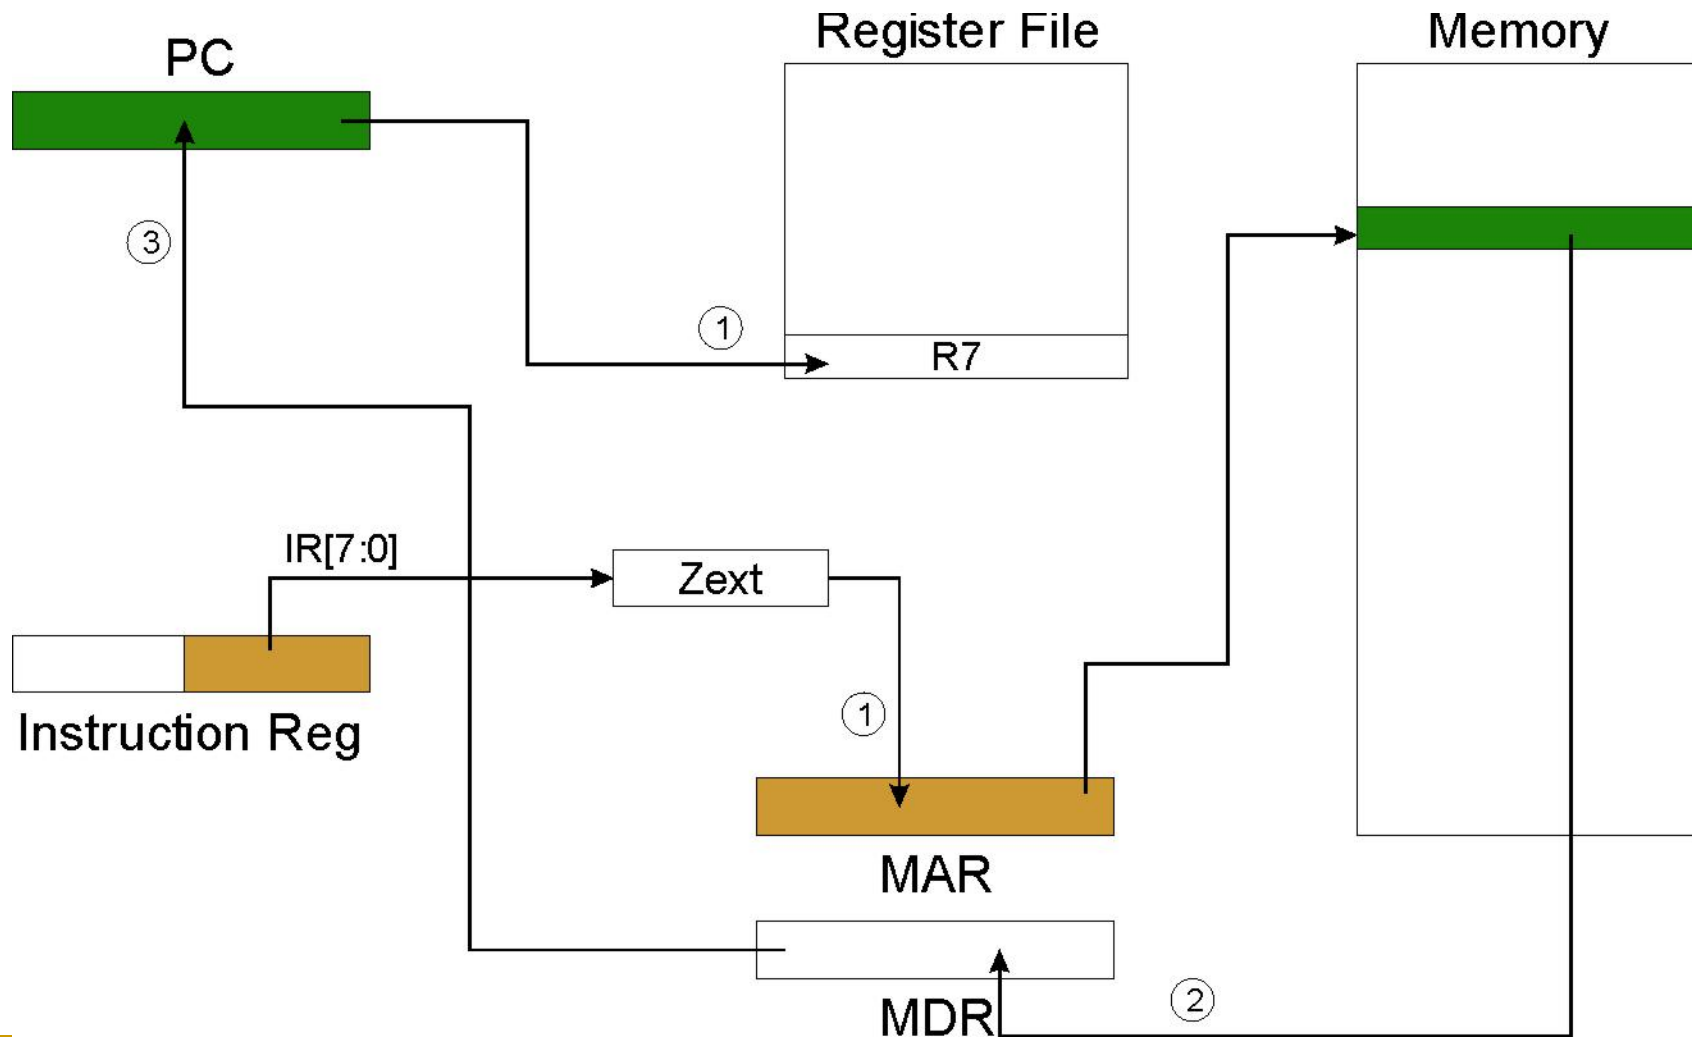 Register File
Memory
PC
3
1
R7
IR[7:0]
Zext
Instruction Reg
1
MAR
MDR
2